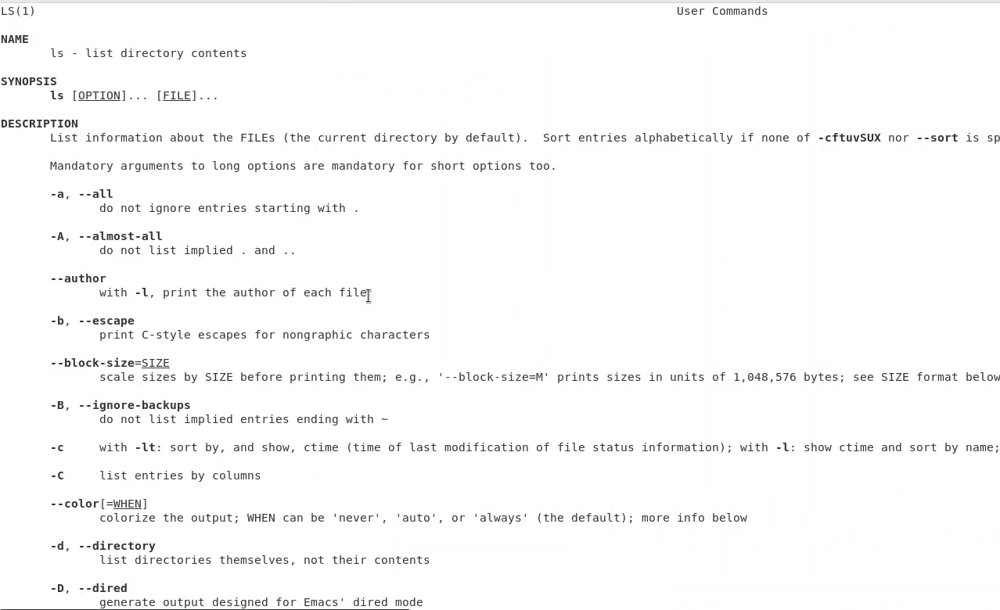 LS(1) User Commands
NAME
ls - list directory contents
SYNOPSIS
ls [OPTION]... [FILE]...
DESCRIPTION
List information about the FILEs (the current directory by default).  Sort entries alphabetically if none of -cftuvSUX nor --sort is sp
Mandatory arguments to long options are mandatory for short options too.
-a, --all
do not ignore entries starting with .
-A, --almost-all
do not list implied . and ..
--author
with -l, print the author of each file
-b, --escape
print C-style escapes for nongraphic characters
--block-size=SIZE
scale sizes by SIZE before printing them; e.g., '--block-size=M' prints sizes in units of 1,048,576 bytes; see SIZE format below
-B, --ignore-backups
do not list implied entries ending with ~
-c with -lt: sort by, and show, ctime (time of last modification of file status information); with -l: show ctime and sort by name;
-C list entries by columns
--color[=WHEN]
colorize the output; WHEN can be 'never', 'auto', or 'always' (the default); more info below
-d, --directory
list directories themselves, not their contents
-D, --dired
generate output designed for Emacs' dired mode